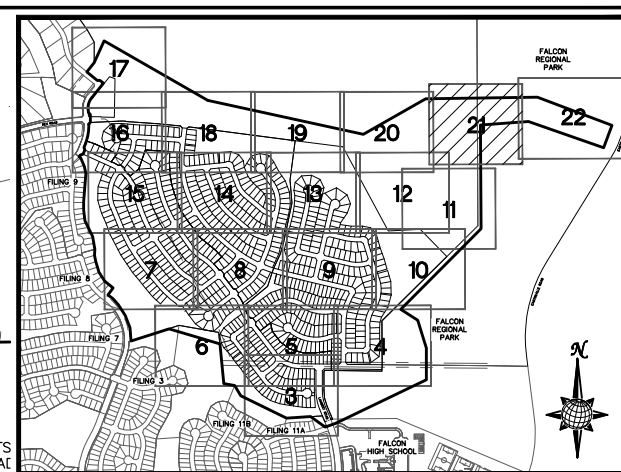 FALCON
REGIONAL
PARK
17
16
18
19
20
21
22
FILING 9
15
14
13
12
11
7
8
9
10
FILING 8
FILING 7
6
5
4
FALCON
REGIONAL
PARK
FILING 3
3
FILING 11B
FILING 11A
FALCON
HIGH SCHOOL
N
TS
AD